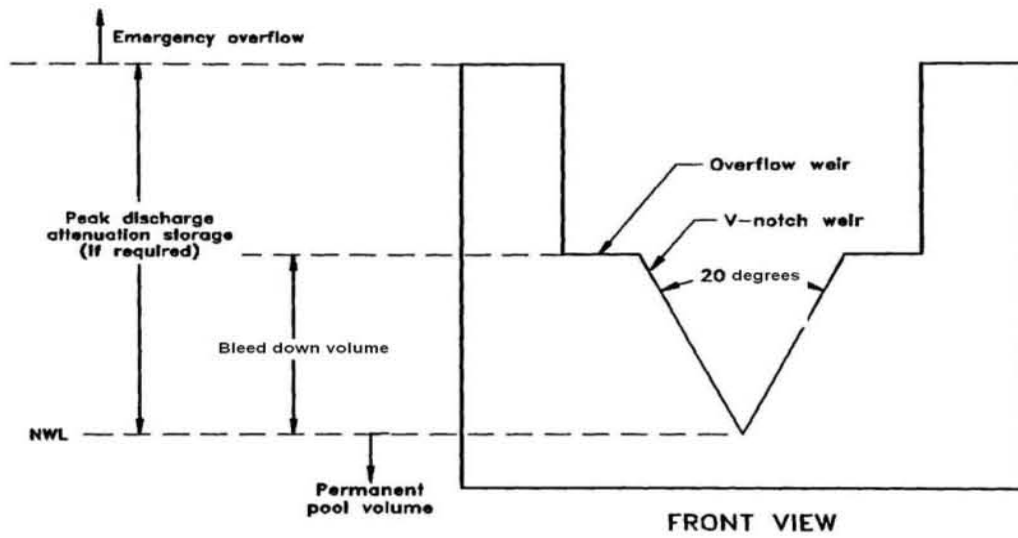 Emergency overflow
Overflow weir
Peak discharge
attenuation storage
(if required)
V-notch weir
20 degrees
Bleed down volume
NWL
Permanent
pool volume
FRONT VIEW